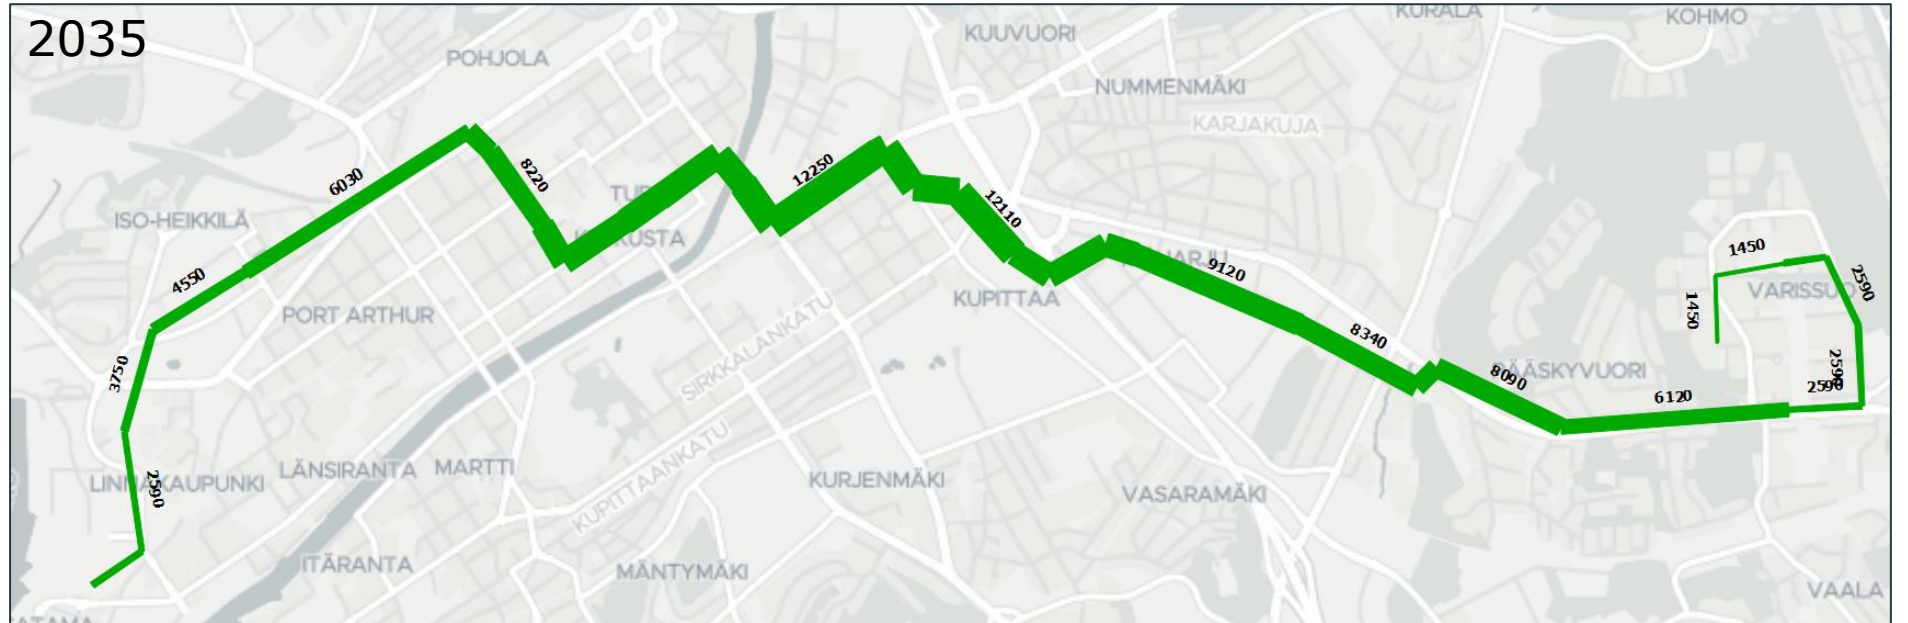 2035
KURALA
KOHMO
KUUVUORI
POHJOLA
NUMMENMÄKI
KARJAKUJA
12250
8220
6030
ISO-HEIKKILÄ
12110
1450
9120
2590
4550
VARISSUO
KUPITTAA
1450
PORT ARTHUR
SIRKKALANKATU
8340
3750
2590
8090
PÄÄSKYVUORI
2590
6120
LÄNSIRANTA
MARTTI
LINNAKAUPUNKI
2590
KURJENMÄKI
VASARAMÄKI
KUPITTAANKATU
ITÄRANTA
MÄNTYMÄKI
VAALA